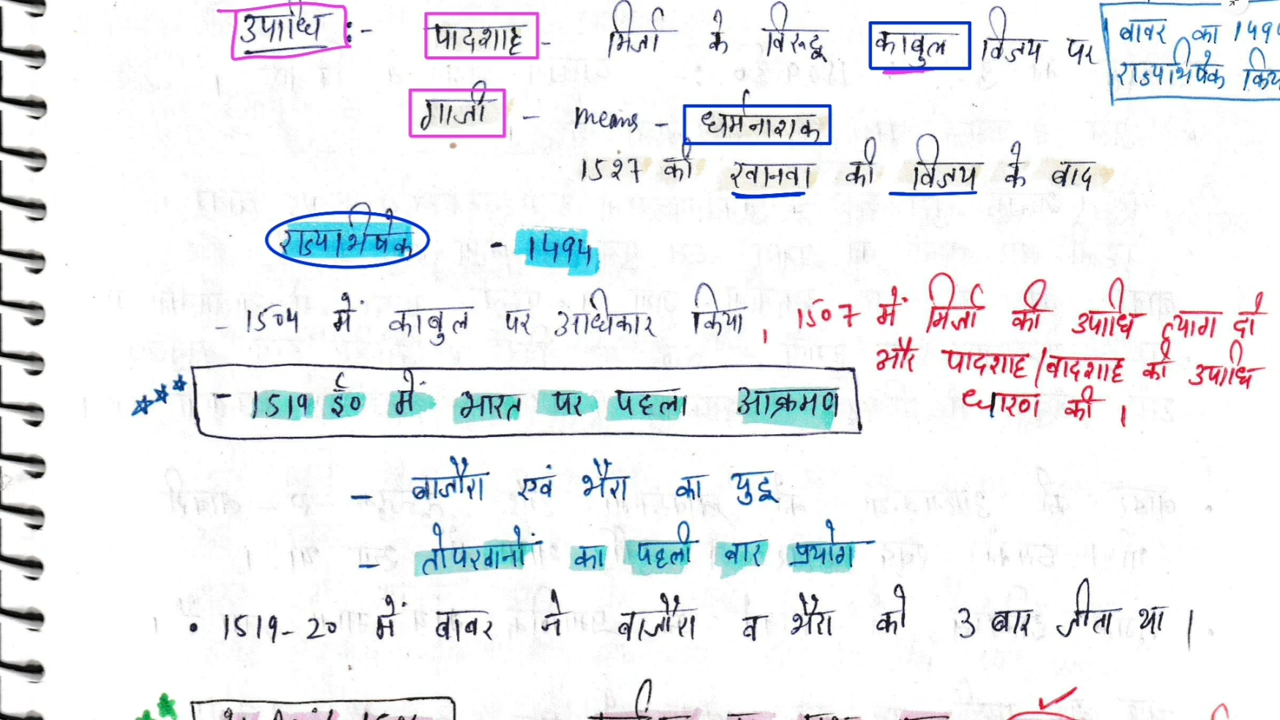 उपाधि :- पादशाह - मिर्जा के विरुद्ध काबुल विजय पर
बाबर का 1494
राज्याभिषेक किया
गाजी - means - धर्मनाशक
1527 की खानवा की विजय के बाद
राज्याभिषेक - 1494
- 1504 में काबुल पर अधिकार किया, 1507 में मिर्जा की उपाधि त्याग दी
और पादशाह/बादशाह की उपाधि
धारण की।
- 1519 ई० में भारत पर पहला आक्रमण
- बाजौरा एवं भैरा का युद्ध
- तोपखानों का पहली बार प्रयोग
• 1519-20 में बाबर ने बाजौरा व भैरा को 3 बार जीता था।